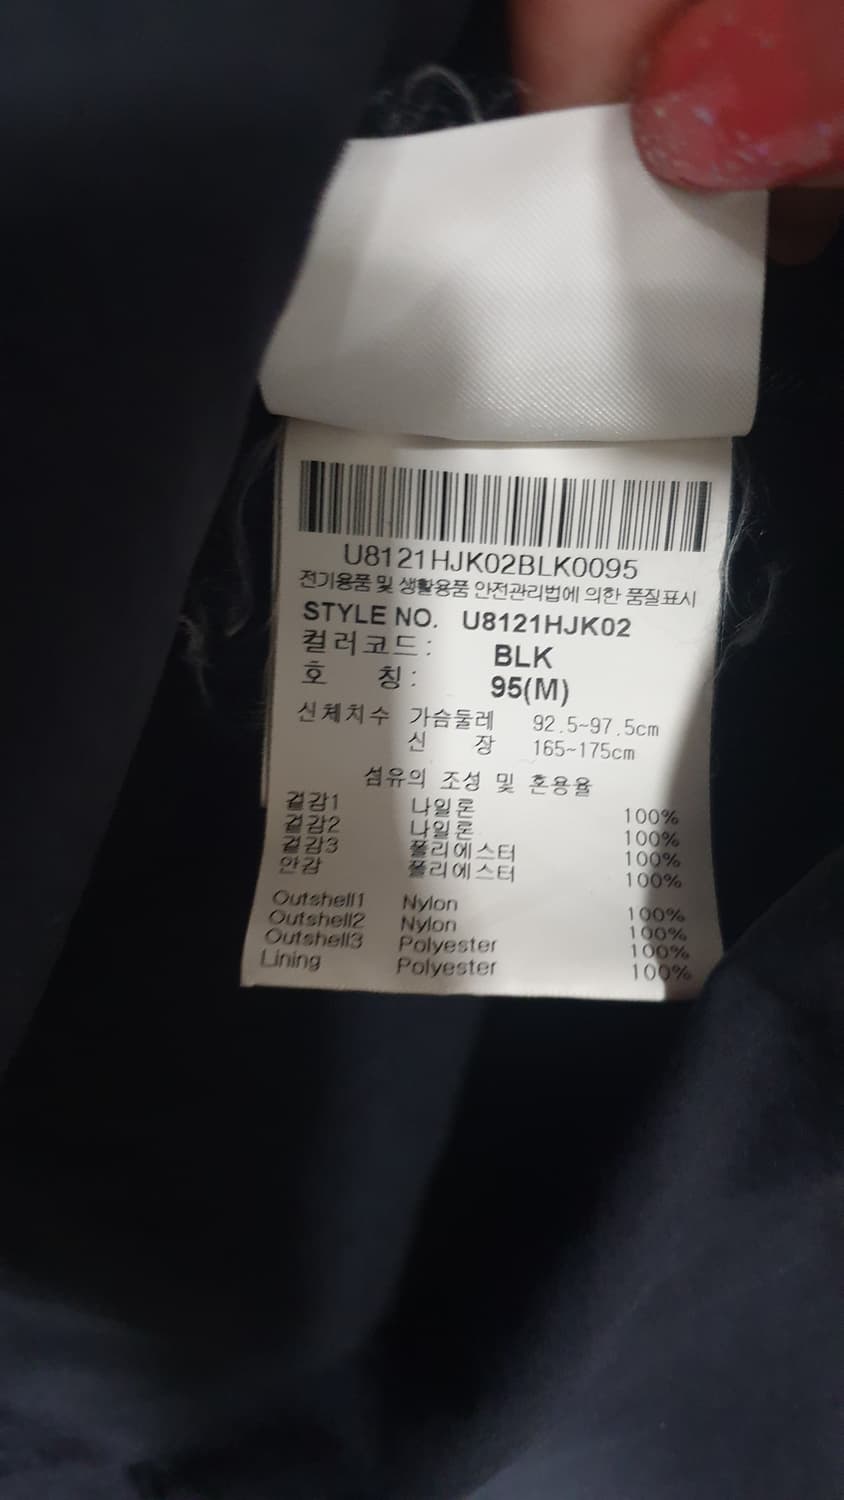 U8121HJK02BLK0095
전기용품 및 생활용품 안전관리법에 의한 품질표시
STYLE NO. U8121HJK02
컬러코드: BLK
호 칭: 95(M)
신체치수 가슴둘레 92.5~97.5cm
신 장 165~175cm
섬유의 조성 및 혼용율
겉감1 나일론 100%
겉감2 나일론 100%
겉감3 폴리에스터 100%
안감 폴리에스터 100%
Outshell1 Nylon 100%
Outshell2 Nylon 100%
Outshell3 Polyester 100%
Lining Polyester 100%